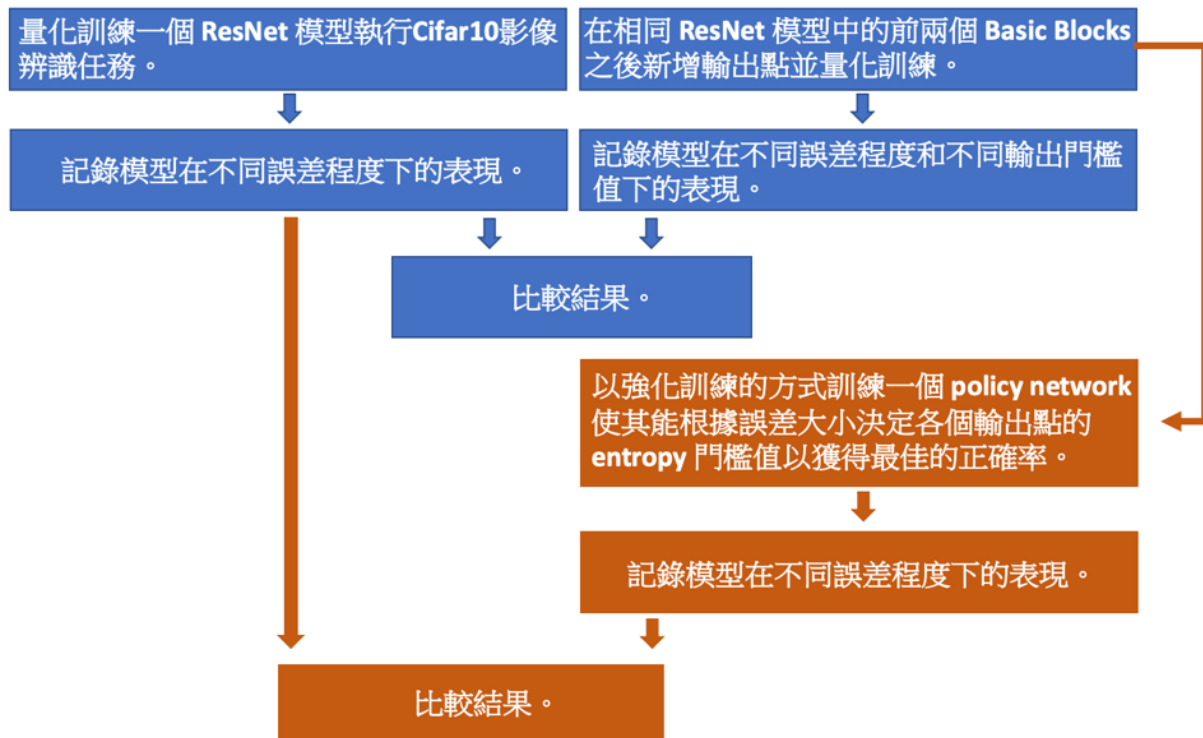 量化訓練一個 ResNet 模型執行Cifar10影像
辨識任務。
在相同 ResNet 模型中的前兩個 Basic Blocks
之後新增輸出點並量化訓練。
記錄模型在不同誤差程度下的表現。
記錄模型在不同誤差程度和不同輸出門檻
值下的表現。
比較結果。
以強化訓練的方式訓練一個 policy network
使其能根據誤差大小決定各個輸出點的
entropy 門檻值以獲得最佳的正確率。
記錄模型在不同誤差程度下的表現。
比較結果。